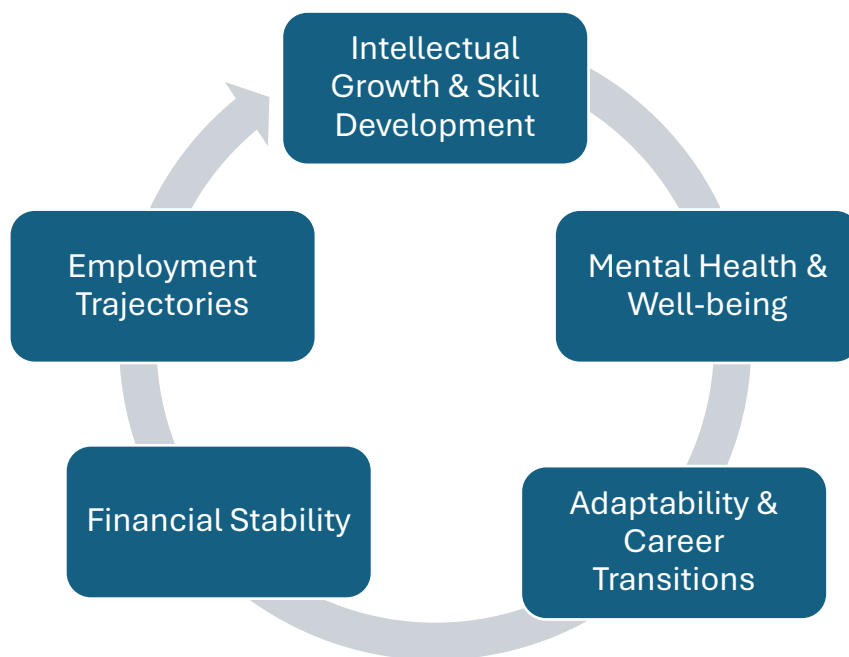 Intellectual
Growth & Skill
Development
Mental Health &
Well-being
Adaptability &
Career
Transitions
Financial Stability
Employment
Trajectories